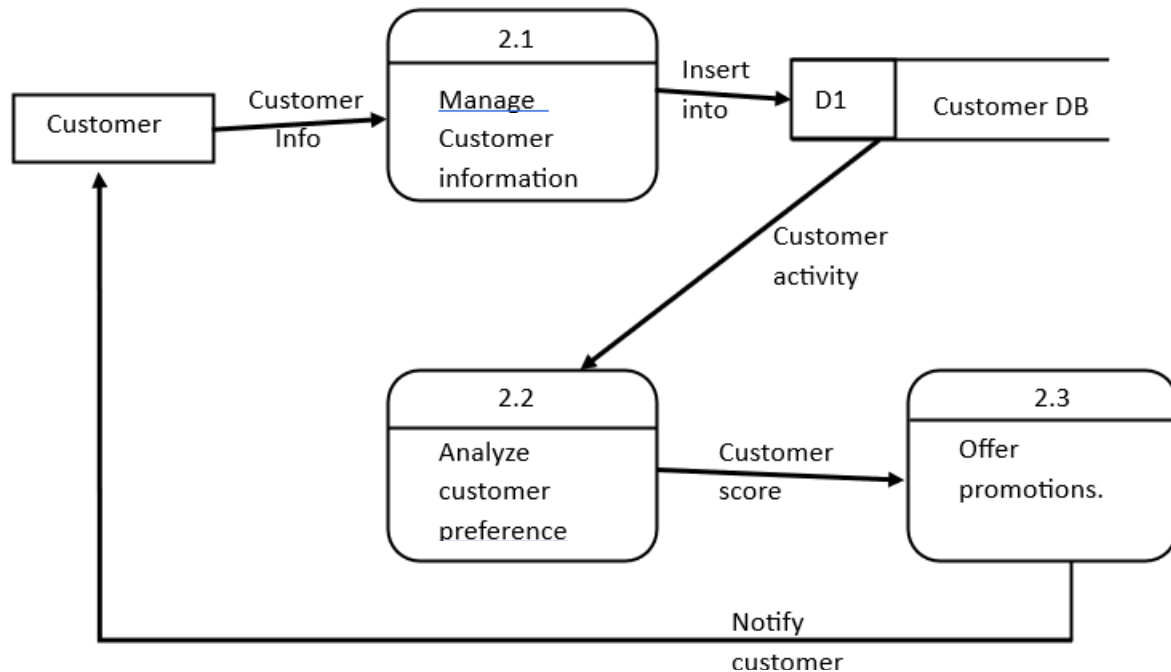 2.1
Insert
into
D1
Customer DB
Customer
Info
Manage
Customer
information
Customer
Customer
activity
2.2
Analyze
customer
preference
Customer
score
2.3
Offer
promotions.
Notify
customer